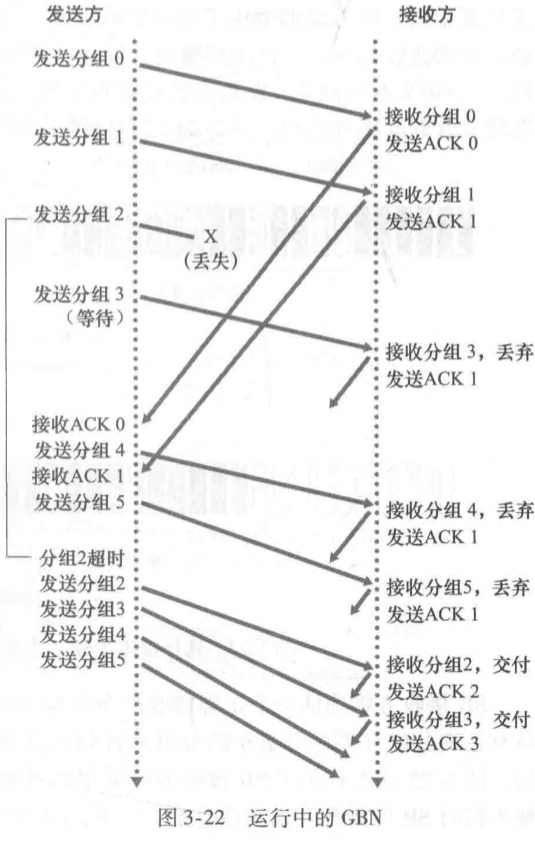 发送方
接收方
发送分组 0
接收分组 0
发送ACK 0
发送分组 1
接收分组 1
发送ACK 1
发送分组 2
X
(丢失)
发送分组 3
（等待）
接收分组 3，丢弃
发送ACK 1
接收ACK 0
发送分组 4
接收ACK 1
发送分组 5
接收分组 4，丢弃
发送ACK 1
分组2超时
发送分组2
发送分组3
发送分组4
发送分组5
接收分组5，丢弃
发送ACK 1
接收分组2，交付
发送ACK 2
接收分组3，交付
发送ACK 3
图 3-22 运行中的 GBN